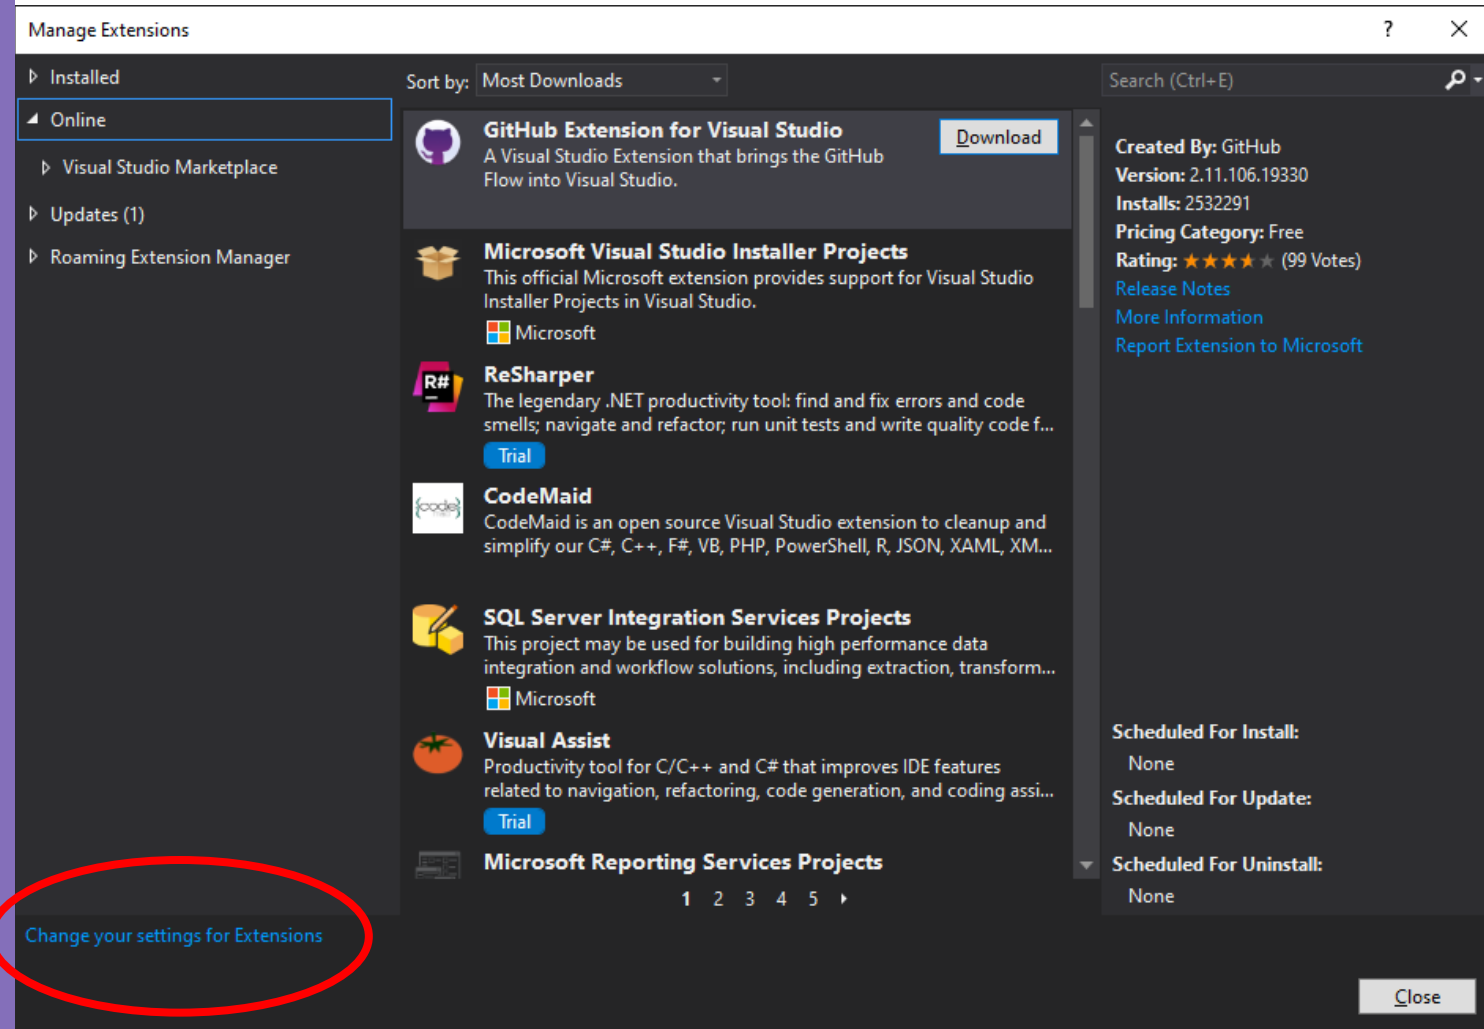 Manage Extensions
?
Installed
Online
Visual Studio Marketplace
Updates (1)
Roaming Extension Manager
Change your settings for Extensions
Sort by: Most Downloads
GitHub Extension for Visual Studio
A Visual Studio Extension that brings the GitHub
Flow into Visual Studio.
Download
Microsoft Visual Studio Installer Projects
This official Microsoft extension provides support for Visual Studio
Installer Projects in Visual Studio.
Microsoft
R#
ReSharper
The legendary .NET productivity tool: find and fix errors and code
smells; navigate and refactor; run unit tests and write quality code f...
Trial
{code}
CodeMaid
CodeMaid is an open source Visual Studio extension to cleanup and
simplify our C#, C++, F#, VB, PHP, PowerShell, R, JSON, XAML, XM...
SQL Server Integration Services Projects
This project may be used for building high performance data
integration and workflow solutions, including extraction, transform...
Microsoft
Visual Assist
Productivity tool for C/C++ and C# that improves IDE features
related to navigation, refactoring, code generation, and coding assi...
Trial
Microsoft Reporting Services Projects
1 2 3 4 5
Search (Ctrl+E)
Created By: GitHub
Version: 2.11.106.19330
Installs: 2532291
Pricing Category: Free
Rating: (99 Votes)
Release Notes
More Information
Report Extension to Microsoft
Scheduled For Install:
None
Scheduled For Update:
None
Scheduled For Uninstall:
None
Close